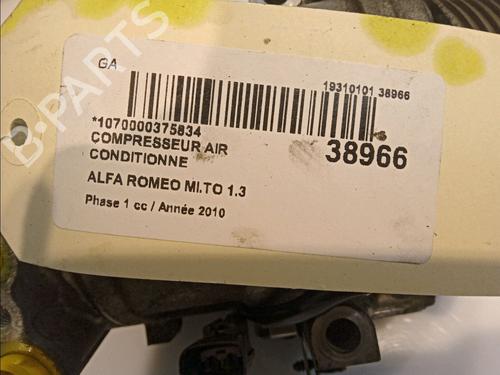 GA
19310101 38966
*1070000375834
COMPRESSEUR AIR
CONDITIONNE
38966
ALFA ROMEO MI.TO 1.3
Phase 1 cc / Année 2010
B-PARTS